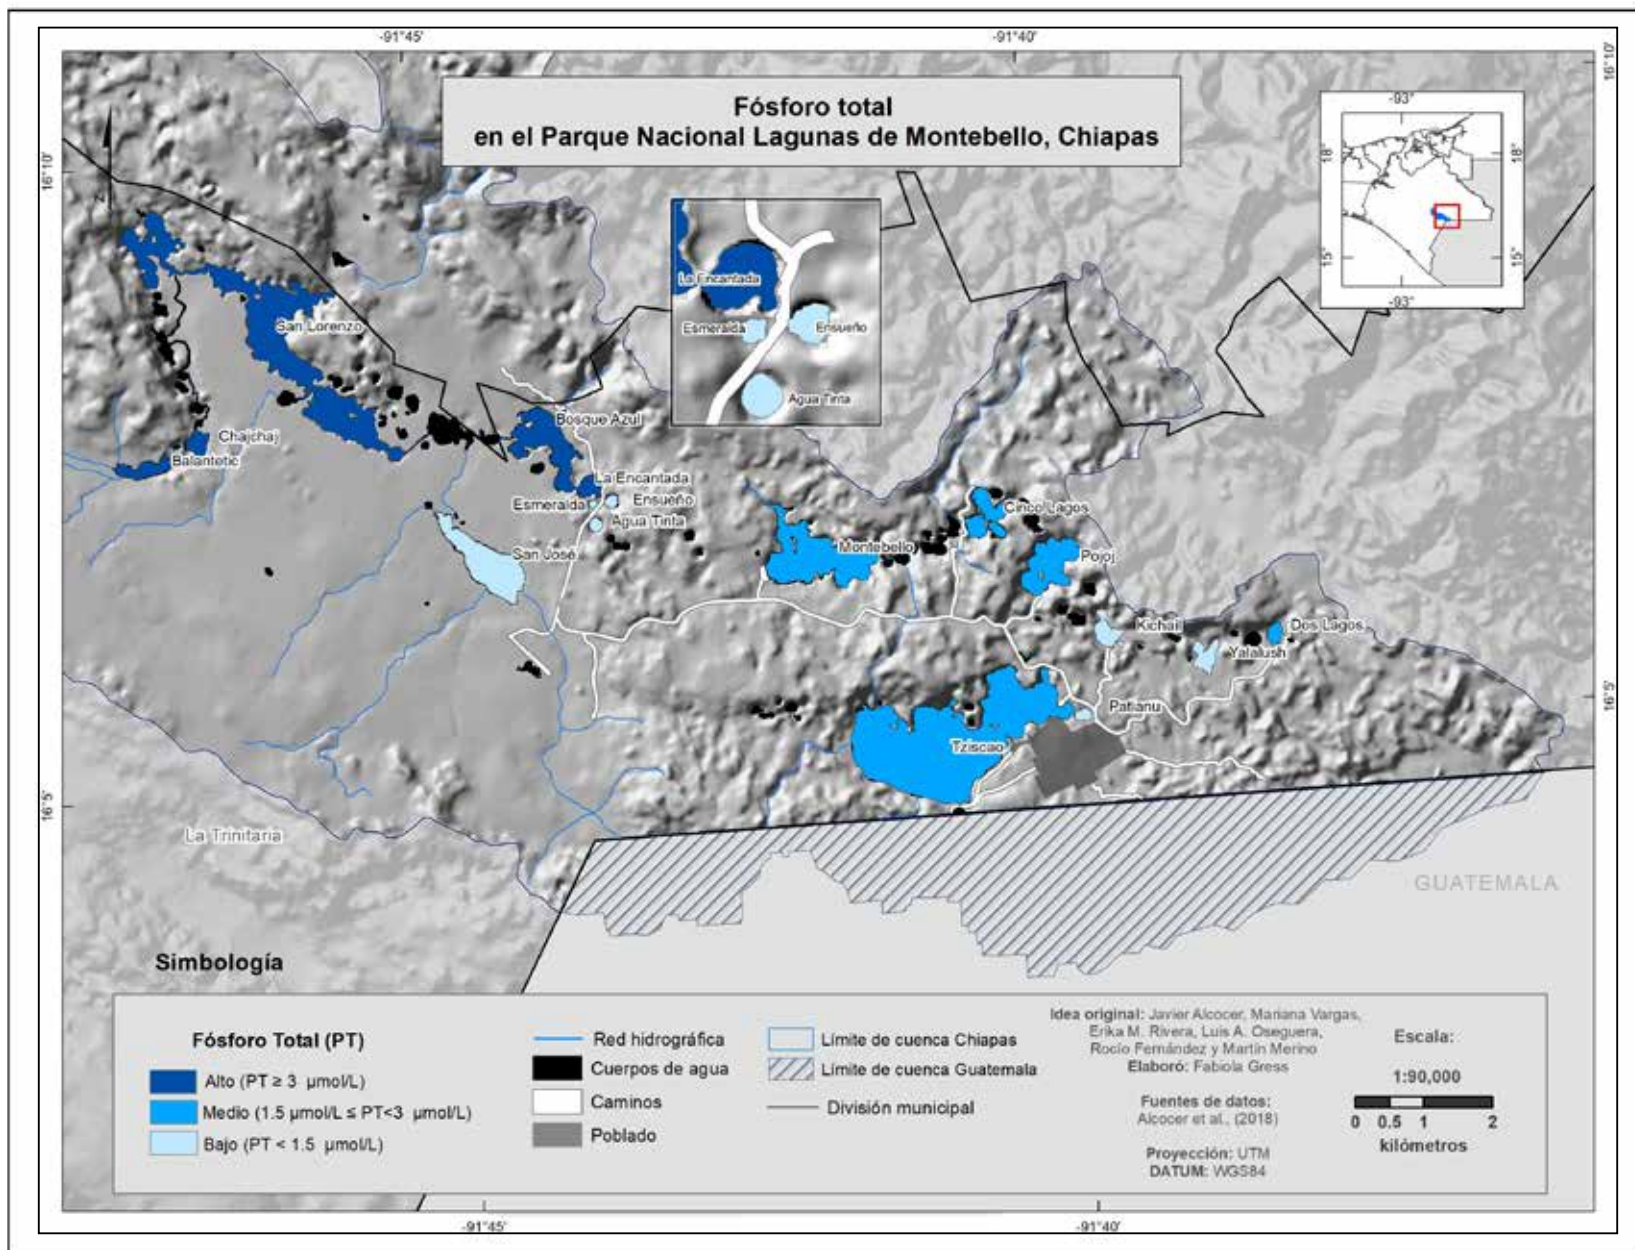 -91°45'
-91°40'
16°10'
Fósforo total
en el Parque Nacional Lagunas de Montebello, Chiapas
-93°
18°
18°
15°
15°
-93°
16°10'
La Encantada
Esmeralda
Ensueño
Agua Tinta
San Lorenzo
Bosque Azul
Chajchaj
Balantetic
La Encantada
Esmeralda
Ensueño
Agua Tinta
San José
Montebello
Cinco Lagos
Pojoj
Kichail
Dos Lagos
Yalalush
Patianu
Tziscao
16°5'
16°5'
La Trinitaria
GUATEMALA
Simbología
Fósforo Total (PT)
Alto (PT ≥ 3 µmol/L)
Medio (1.5 µmol/L ≤ PT<3 µmol/L)
Bajo (PT < 1.5 µmol/L)
Red hidrográfica
Cuerpos de agua
Caminos
Poblado
Límite de cuenca Chiapas
Límite de cuenca Guatemala
División municipal
Idea original: Javier Alcocer, Mariana Vargas,
Erika M. Rivera, Luis A. Oseguera,
Rocío Fernández y Martín Merino
Elaboró: Fabiola Gress
Fuentes de datos:
Alcocer et al., (2018)
Proyección: UTM
DATUM: WGS84
Escala:
1:90,000
0 0.5 1 2
kilómetros
-91°45'
-91°40'